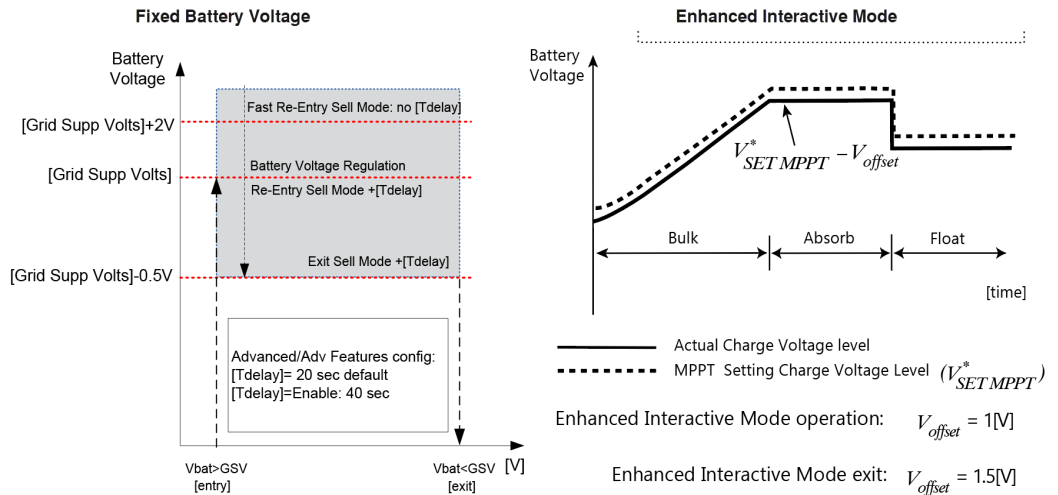 Fixed Battery Voltage
Battery
Voltage
[Grid Supp Volts]+2V
[Grid Supp Volts]
[Grid Supp Volts]-0.5V
Fast Re-Entry Sell Mode: no [Tdelay]
Battery Voltage Regulation
Re-Entry Sell Mode +[Tdelay]
Exit Sell Mode +[Tdelay]
Advanced/Adv Features config:
[Tdelay]= 20 sec default
[Tdelay]=Enable: 40 sec
Vbat>GSV
[entry]
Vbat<GSV
[exit]
[V]
Enhanced Interactive Mode
Battery
Voltage
V*SET MPPT – Voffset
Bulk
Absorb
Float
[time]
Actual Charge Voltage level
MPPT Setting Charge Voltage Level (V*SET MPPT)
Enhanced Interactive Mode operation: Voffset = 1[V]
Enhanced Interactive Mode exit: Voffset = 1.5[V]